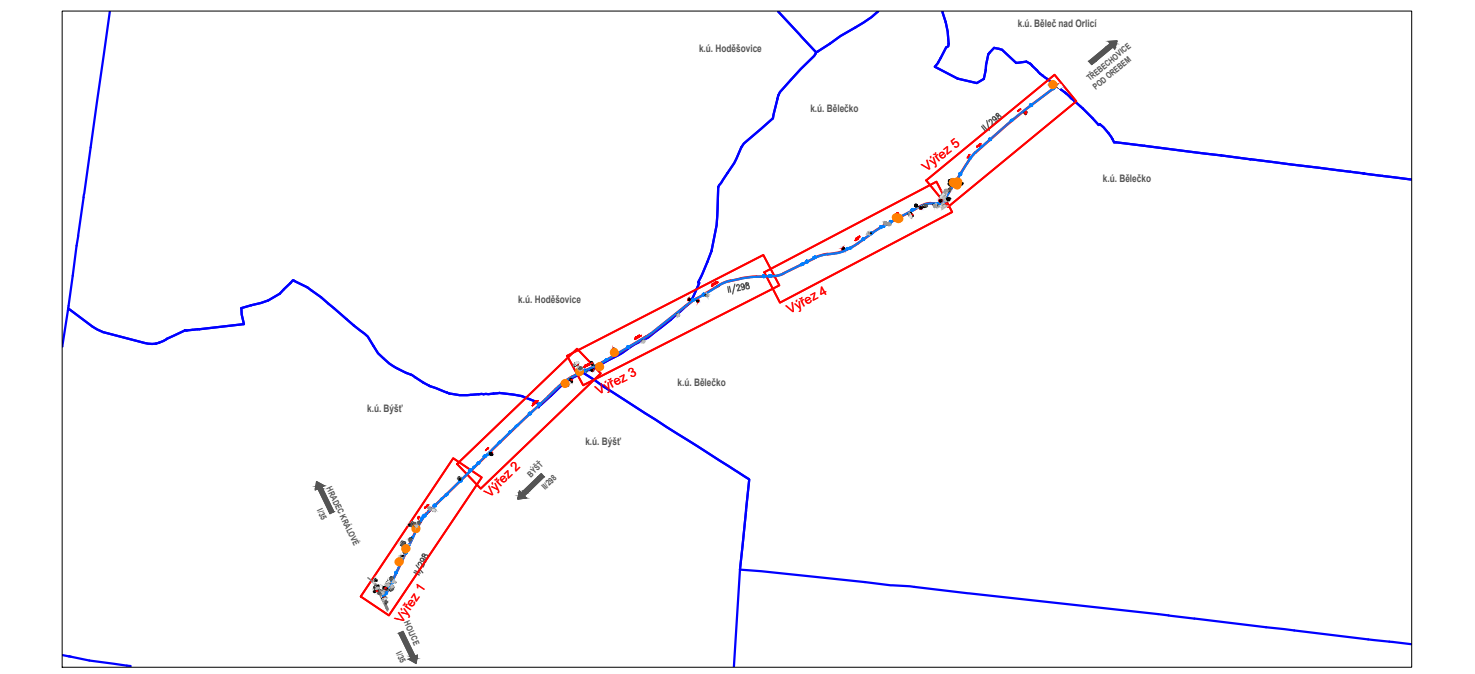 k.ú. Běleč nad Orlicí
k.ú. Hoděšovice
TŘEBECHOVICE
POD OREBEM
k.ú. Bělečko
II/298
Výřez 5
k.ú. Bělečko
II/298
Výřez 4
k.ú. Hoděšovice
Výřez 3
k.ú. Bělečko
k.ú. Býšť
k.ú. Býšť
Výřez 2
BÝŠŤ
II/298
HRADEC KRÁLOVÉ
I/35
II/298
Výřez 1
HOLICE
I/35